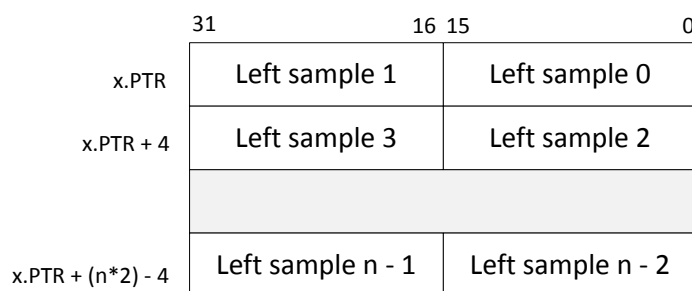 31 16 15 0
x.PTR Left sample 1 Left sample 0
x.PTR + 4 Left sample 3 Left sample 2
x.PTR + (n*2) - 4 Left sample n - 1 Left sample n - 2